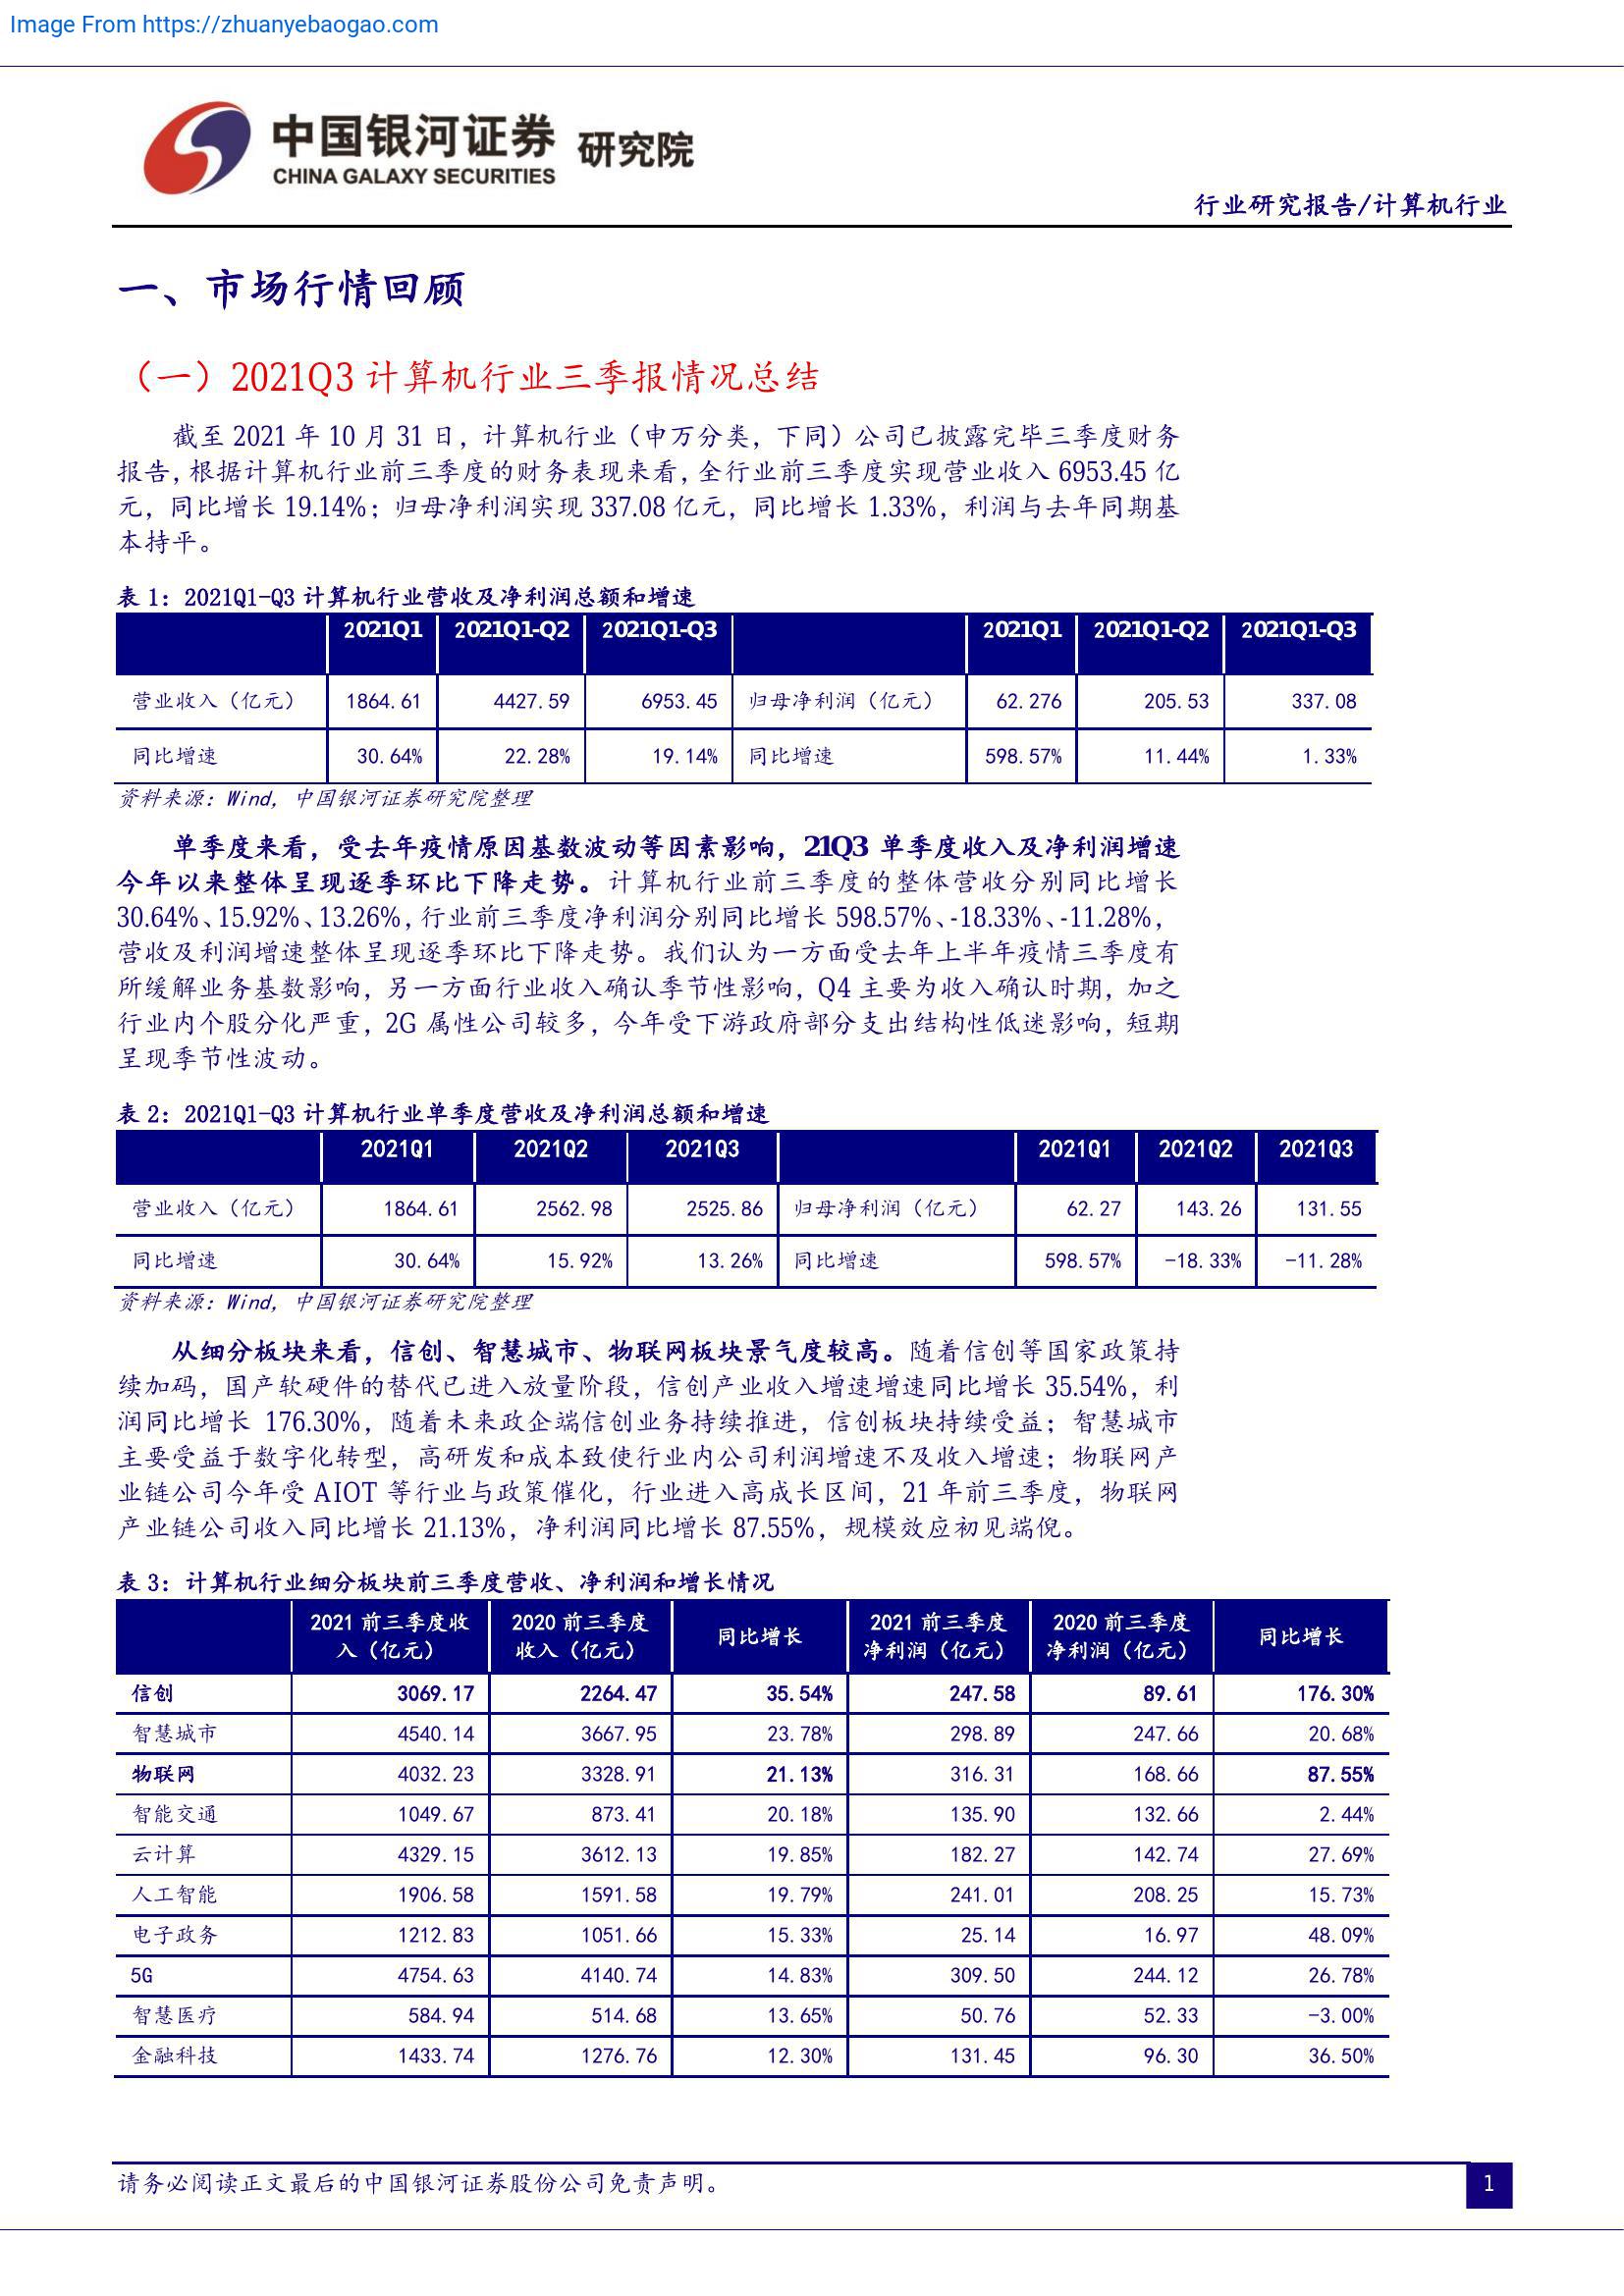 Image From https://zhuanyebaogao.com
中国银河证券 研究院
CHINA GALAXY SECURITIES
行业研究报告/计算机行业
一、市场行情回顾
（一）2021Q3 计算机行业三季报情况总结
截至 2021 年 10 月 31 日，计算机行业（申万分类，下同）公司已披露完毕三季度财务
报告，根据计算机行业前三季度的财务表现来看，全行业前三季度实现营业收入 6953.45 亿
元，同比增长 19.14%；归母净利润实现 337.08 亿元，同比增长 1.33%，利润与去年同期基
本持平。
表 1：2021Q1-Q3 计算机行业营收及净利润总额和增速
2021Q1 2021Q1-Q2 2021Q1-Q3 2021Q1 2021Q1-Q2 2021Q1-Q3
营业收入（亿元） 1864.61 4427.59 6953.45 归母净利润（亿元） 62.276 205.53 337.08
同比增速 30.64% 22.28% 19.14% 同比增速 598.57% 11.44% 1.33%
资料来源：Wind，中国银河证券研究院整理
单季度来看，受去年疫情原因基数波动等因素影响，21Q3 单季度收入及净利润增速
今年以来整体呈现逐季环比下降走势。计算机行业前三季度的整体营收分别同比增长
30.64%、15.92%、13.26%，行业前三季度净利润分别同比增长 598.57%、-18.33%、-11.28%，
营收及利润增速整体呈现逐季环比下降走势。我们认为一方面受去年上半年疫情三季度有
所缓解业务基数影响，另一方面行业收入确认季节性影响，Q4 主要为收入确认时期，加之
行业内个股分化严重，2G 属性公司较多，今年受下游政府部分支出结构性低迷影响，短期
呈现季节性波动。
表 2：2021Q1-Q3 计算机行业单季度营收及净利润总额和增速
2021Q1 2021Q2 2021Q3 2021Q1 2021Q2 2021Q3
营业收入（亿元） 1864.61 2562.98 2525.86 归母净利润（亿元） 62.27 143.26 131.55
同比增速 30.64% 15.92% 13.26% 同比增速 598.57% -18.33% -11.28%
资料来源：Wind，中国银河证券研究院整理
从细分板块来看，信创、智慧城市、物联网板块景气度较高。随着信创等国家政策持
续加码，国产软硬件的替代已进入放量阶段，信创产业收入增速增速同比增长 35.54%，利
润同比增长 176.30%，随着未来政企端信创业务持续推进，信创板块持续受益；智慧城市
主要受益于数字化转型，高研发和成本致使行业内公司利润增速不及收入增速；物联网产
业链公司今年受 AIOT 等行业与政策催化，行业进入高成长区间，21 年前三季度，物联网
产业链公司收入同比增长 21.13%，净利润同比增长 87.55%，规模效应初见端倪。
表 3：计算机行业细分板块前三季度营收、净利润和增长情况
2021 前三季度收 2020 前三季度 同比增长 2021 前三季度 2020 前三季度 同比增长
入（亿元） 收入（亿元） 净利润（亿元） 净利润（亿元）
信创 3069.17 2264.47 35.54% 247.58 89.61 176.30%
智慧城市 4540.14 3667.95 23.78% 298.89 247.66 20.68%
物联网 4032.23 3328.91 21.13% 316.31 168.66 87.55%
智能交通 1049.67 873.41 20.18% 135.90 132.66 2.44%
云计算 4329.15 3612.13 19.85% 182.27 142.74 27.69%
人工智能 1906.58 1591.58 19.79% 241.01 208.25 15.73%
电子政务 1212.83 1051.66 15.33% 25.14 16.97 48.09%
5G 4754.63 4140.74 14.83% 309.50 244.12 26.78%
智慧医疗 584.94 514.68 13.65% 50.76 52.33 -3.00%
金融科技 1433.74 1276.76 12.30% 131.45 96.30 36.50%
请务必阅读正文最后的中国银河证券股份公司免责声明。
1